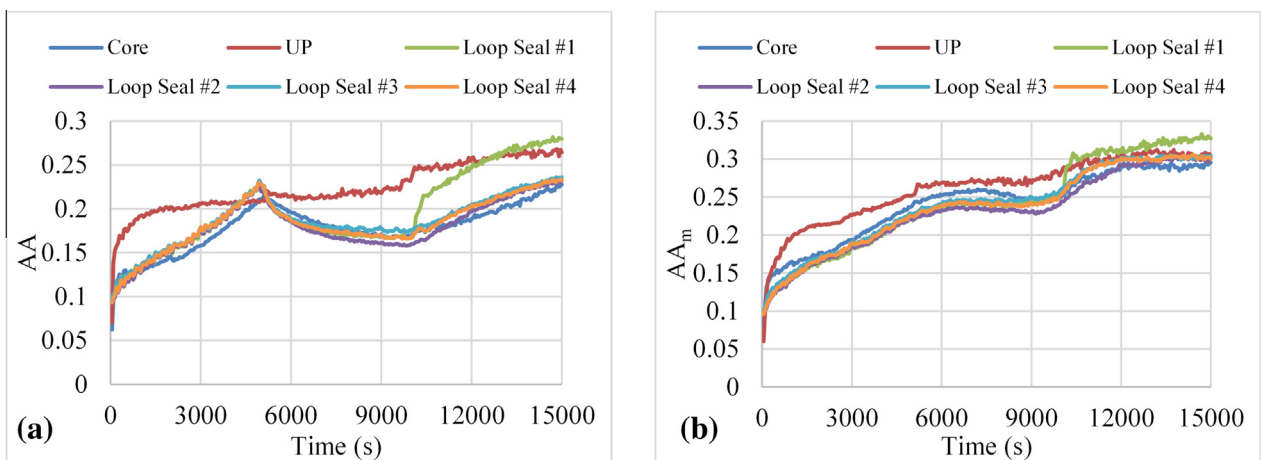 Core UP Loop Seal #1
Loop Seal #2 Loop Seal #3 Loop Seal #4
0.3
0.25
0.2
0.15
0.1
0.05
0
AA
0 3000 6000 9000 12000 15000
Time (s)
(a)
Core UP Loop Seal #1
Loop Seal #2 Loop Seal #3 Loop Seal #4
0.35
0.3
0.25
0.2
0.15
0.1
0.05
0
AAm
0 3000 6000 9000 12000 15000
Time (s)
(b)